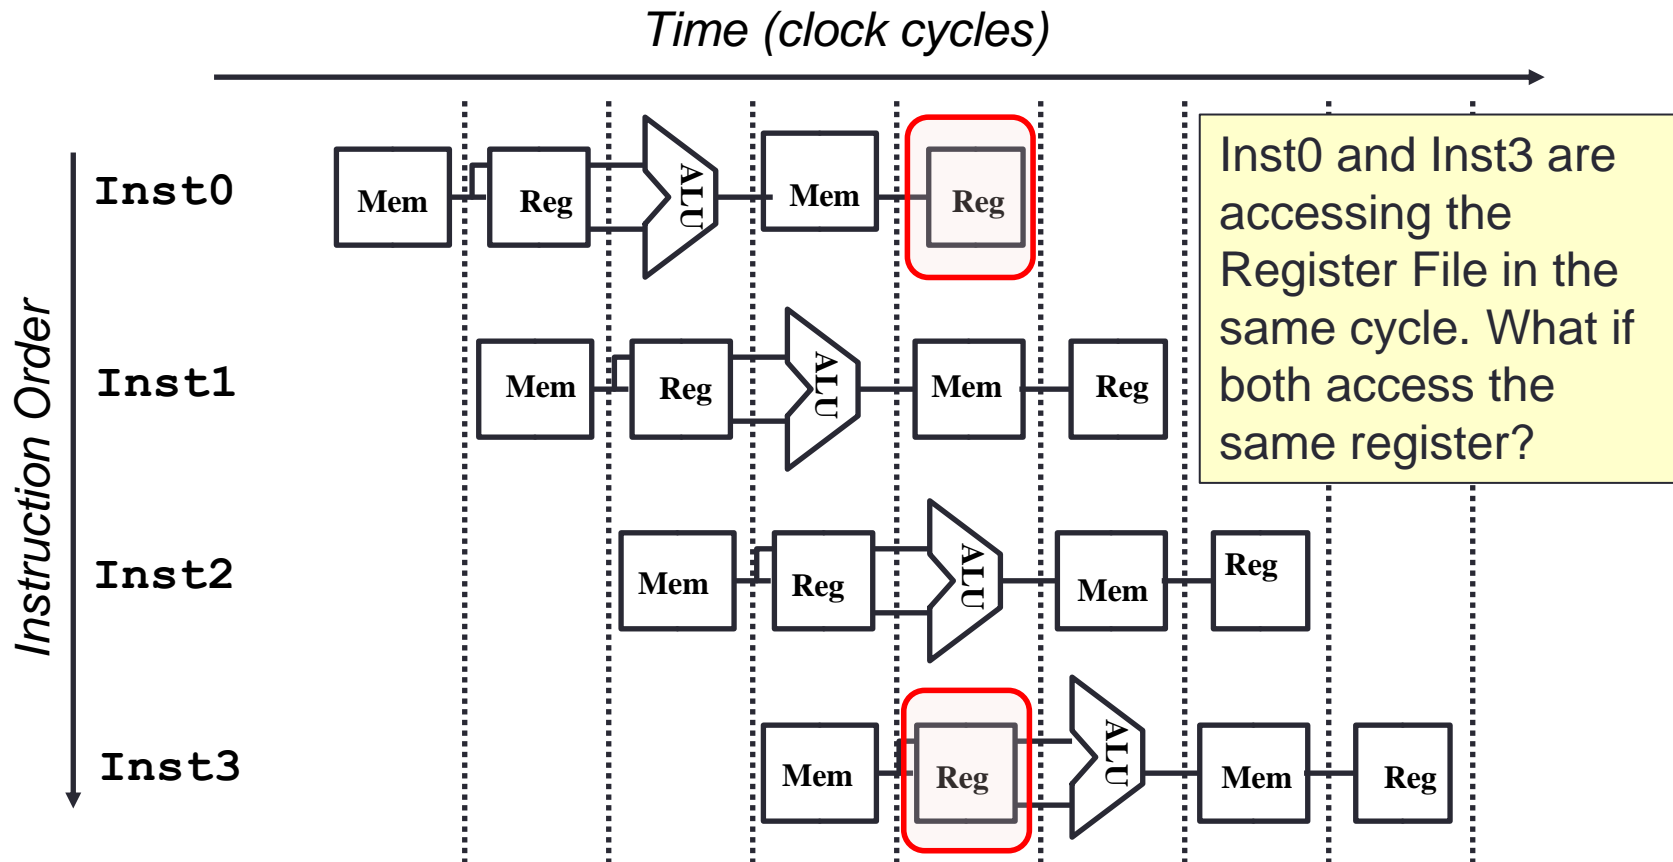 Time (clock cycles)
Instruction Order
Inst0
Mem
Reg
ALU
Mem
Reg
Inst0 and Inst3 are
accessing the
Register File in the
same cycle. What if
both access the
same register?
Inst1
Mem
Reg
ALU
Mem
Reg
Inst2
Mem
Reg
ALU
Mem
Reg
Inst3
Mem
Reg
ALU
Mem
Reg